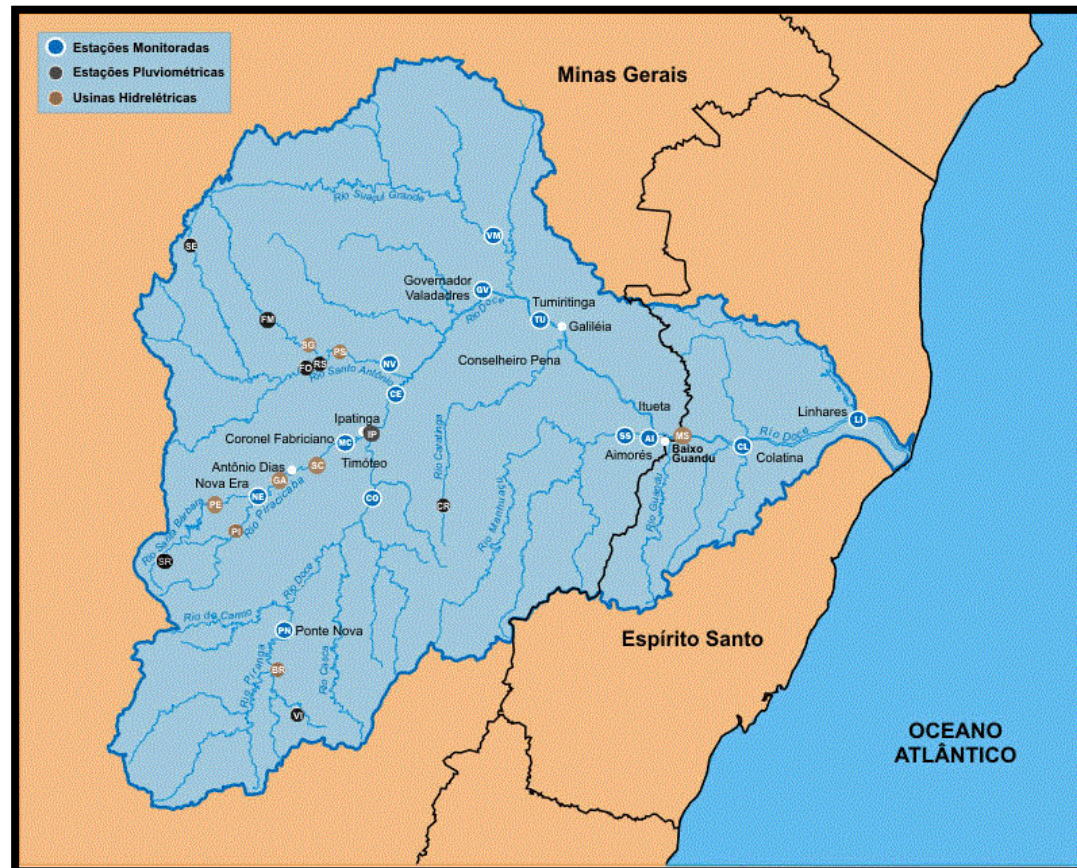 Estações Monitoradas
Estações Pluviométricas
Usinas Hidrelétricas
Minas Gerais
Rio Suaçuí Grande
VM
SE
Governador
Valadadres
GV
Rio Doce
Tumiritinga
TU
Galiléia
FM
SG
PS
FO
RS
NV
Conselheiro Pena
Rio Santo Antônio
CE
Ipatinga
IP
Itueta
Linhares
LI
Coronel Fabriciano
MC
Timóteo
Rio Caratinga
SS
AI
MS
Rio Doce
Aimorés
Baixo
Guandú
CL
Colatina
Antônio Dias
SC
Nova Era
GA
NE
PE
CO
CR
Rio Manhuaçu
Rio Guandu
Rio Santa Bárbara
Rio Piracicaba
PI
SR
Rio Doce
Rio do Carmo
PN
Ponte Nova
Espírito Santo
Rio Piranga
BR
Rio Casca
VI
OCEANO
ATLÂNTICO